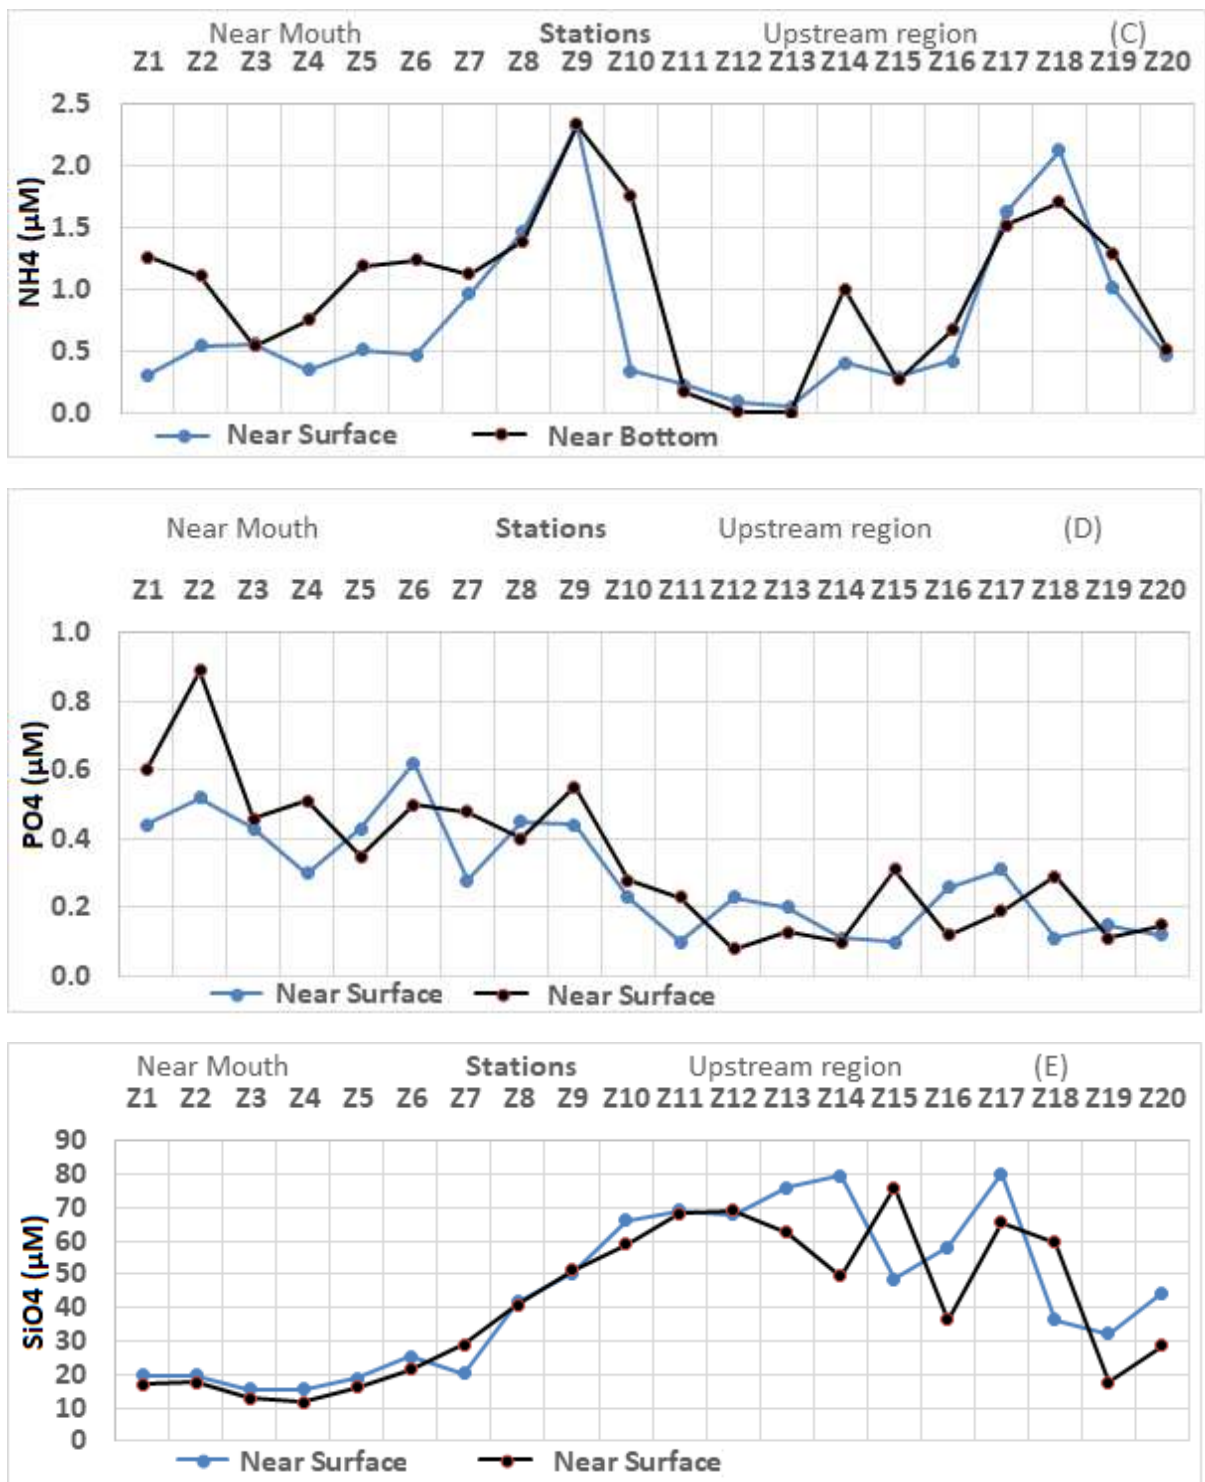 Near Mouth Stations Upstream region (C)
Z1 Z2 Z3 Z4 Z5 Z6 Z7 Z8 Z9 Z10 Z11 Z12 Z13 Z14 Z15 Z16 Z17 Z18 Z19 Z20
2.5
2.0
1.5
1.0
0.5
0.0
NH4 (µM)
Near Surface Near Bottom
Near Mouth Stations Upstream region (D)
Z1 Z2 Z3 Z4 Z5 Z6 Z7 Z8 Z9 Z10 Z11 Z12 Z13 Z14 Z15 Z16 Z17 Z18 Z19 Z20
1.0
0.8
0.6
0.4
0.2
0.0
PO4 (µM)
Near Surface Near Surface
Near Mouth Stations Upstream region (E)
Z1 Z2 Z3 Z4 Z5 Z6 Z7 Z8 Z9 Z10 Z11 Z12 Z13 Z14 Z15 Z16 Z17 Z18 Z19 Z20
90
80
70
60
50
40
30
20
10
0
SiO4 (µM)
Near Surface Near Surface